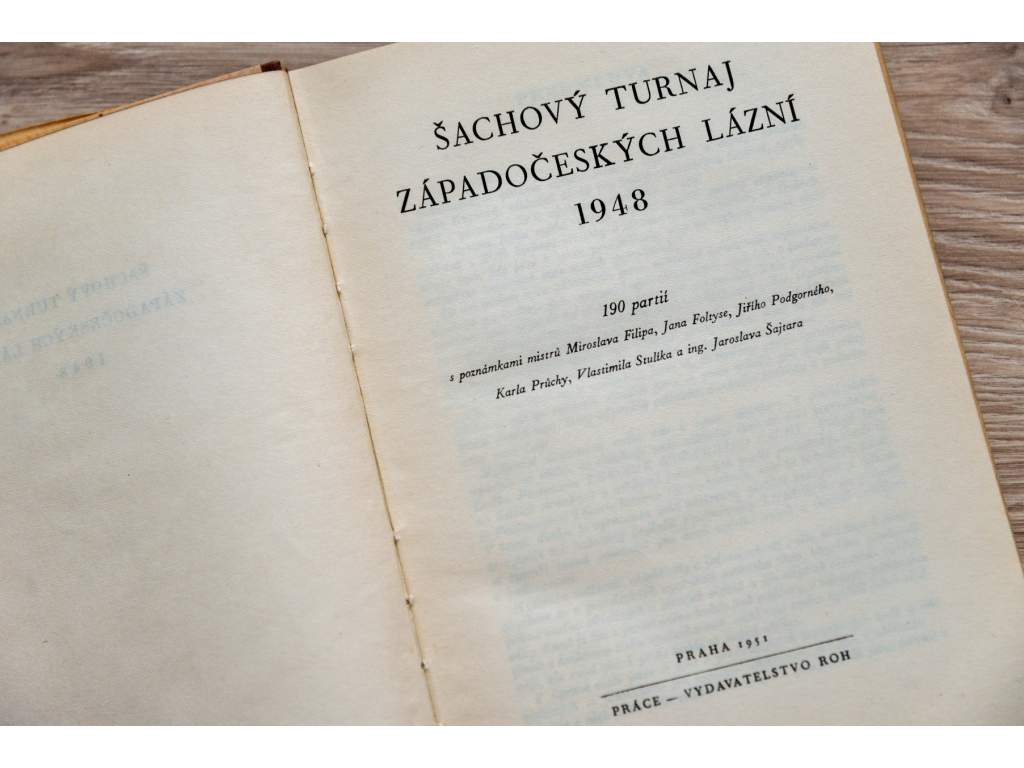 ŠACHOVÝ TURNAJ
ZÁPADOČESKÝCH LÁZNÍ
1948
190 partií
s poznámkami mistrů Miroslava Filipa, Jana Foltyse, Jiřího Podgorného,
Karla Průchy, Vlastimila Stulíka a ing. Jaroslava Šajtara
PRAHA 1951
PRÁCE — VYDAVATELSTVO ROH